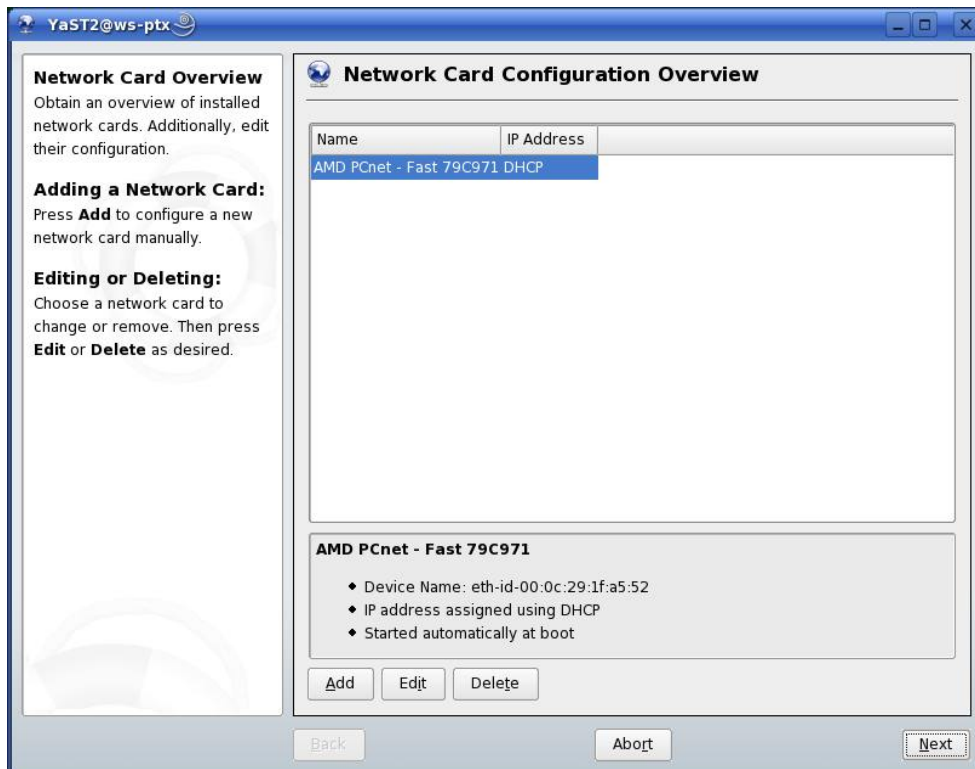 YaST2@ws-ptx
Network Card Overview
Obtain an overview of installed
network cards. Additionally, edit
their configuration.
Adding a Network Card:
Press Add to configure a new
network card manually.
Editing or Deleting:
Choose a network card to
change or remove. Then press
Edit or Delete as desired.
Network Card Configuration Overview
Name IP Address
AMD PCnet - Fast 79C971 DHCP
AMD PCnet - Fast 79C971
Device Name: eth-id-00:0c:29:1f:a5:52
IP address assigned using DHCP
Started automatically at boot
Add Edit Delete
Back Abort Next